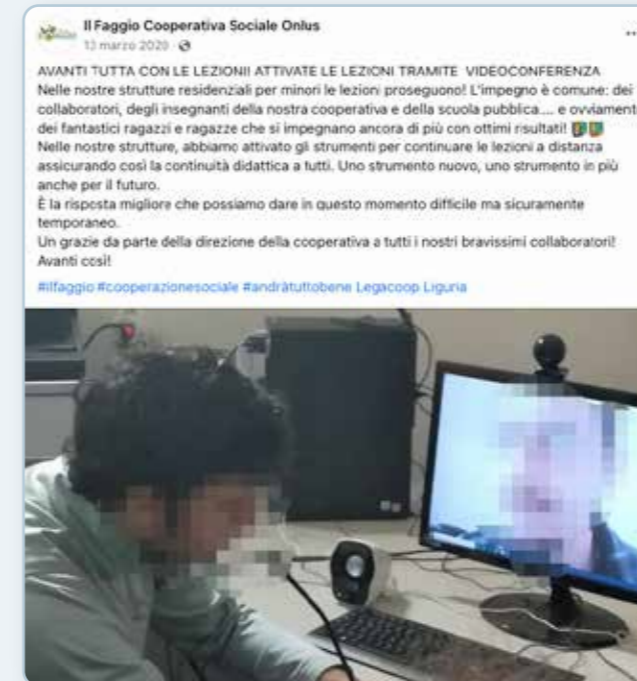 Il Faggio Cooperativa Sociale Onlus
13 marzo 2020
AVANTI TUTTA CON LE LEZIONI! ATTIVATE LE LEZIONI TRAMITE VIDEOCONFERENZA
Nelle nostre strutture residenziali per minori le lezioni proseguono! L'impegno è comune: dei
collaboratori, degli insegnanti della nostra cooperativa e della scuola pubblica.... e ovviamente
dei fantastici ragazzi e ragazze che si impegnano ancora di più con ottimi risultati!
Nelle nostre strutture, abbiamo attivato gli strumenti per continuare le lezioni a distanza
assicurando così la continuità didattica a tutti. Uno strumento nuovo, uno strumento in più
anche per il futuro.
È la risposta migliore che possiamo dare in questo momento difficile ma sicuramente
temporaneo.
Un grazie da parte della direzione della cooperativa a tutti i nostri bravissimi collaboratori!
Avanti così!
#ilfaggio #cooperazionesociale #andràtuttobene Legacoop Liguria